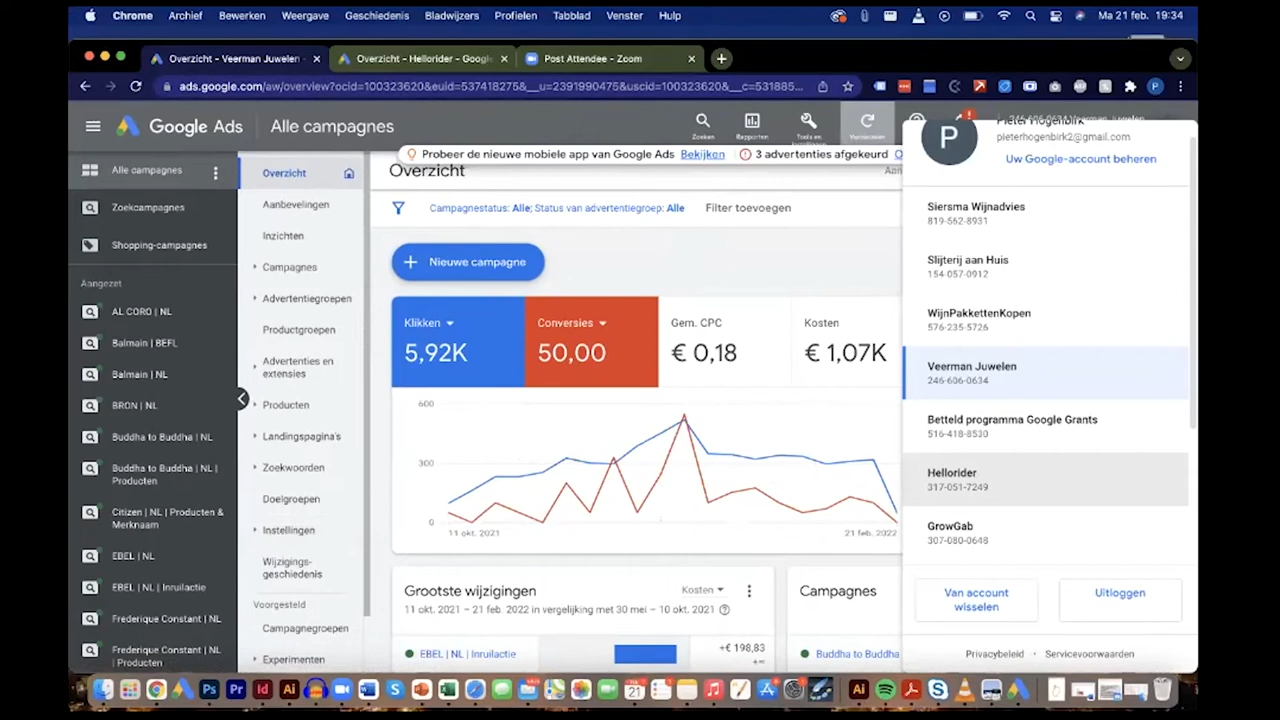 Chrome Archief Bewerken Weergave Geschiedenis Bladwijzers Profielen Tabblad Venster Hulp Ma 21 feb. 19:34
Overzicht - Veerman Juwelen - Overzicht - Hellorider - Google Post Attendee - Zoom
ads.google.com/aw/overview?ocid=100323620&euid=537418275&__u=2391990475&uscid=100323620&__c=531885...
Google Ads Alle campagnes
Zoeken Rapporten
Tools en
Vernieuwen
Probeer de nieuwe mobiele app van Google Ads Bekijken 3 advertenties afgekeurd
Alle campagnes
Zoekcampagnes
Shopping-campagnes
Aangezet
AL CORO | NL
Balmain | BEFL
Balmain | NL
BRON | NL
Buddha to Buddha | NL
Buddha to Buddha | NL |
Producten
Citizen | NL | Producten &
Merknaam
EBEL | NL
EBEL | NL | Inruilactie
Frederique Constant | NL
Frederique Constant | NL
| Producten
Overzicht
Aanbevelingen
Inzichten
Campagnes
Advertentiegroepen
Productgroepen
Advertenties en
extensies
Producten
Landingspagina's
Zoekwoorden
Doelgroepen
Instellingen
Wijzigings-
geschiedenis
Voorgesteld
Campagnegroepen
Experimenten
Overzicht
Campagnestatus: Alle; Status van advertentiegroep: Alle Filter toevoegen
Nieuwe campagne
Klikken Conversies Gem. CPC Kosten
5,92K 50,00 € 0,18 € 1,07K
600
300
0
11 okt. 2021 21 feb. 2022
Grootste wijzigingen Kosten
11 okt. 2021 – 21 feb. 2022 in vergelijking met 30 mei – 10 okt. 2021
EBEL | NL | Inruilactie +€ 198,83
Campagnes
Buddha to Buddha
P
Pieter Hogenbirk
pieterhogenbirk2@gmail.com
Uw Google-account beheren
Siersma Wijnadvies
819-562-8931
Slijterij aan Huis
154-057-0912
WijnPakkettenKopen
576-235-5726
Veerman Juwelen
246-606-0634
Betteld programma Google Grants
516-418-8530
Hellorider
317-051-7249
GrowGab
307-080-0648
Van account
wisselen
Uitloggen
Privacybeleid • Servicevoorwaarden